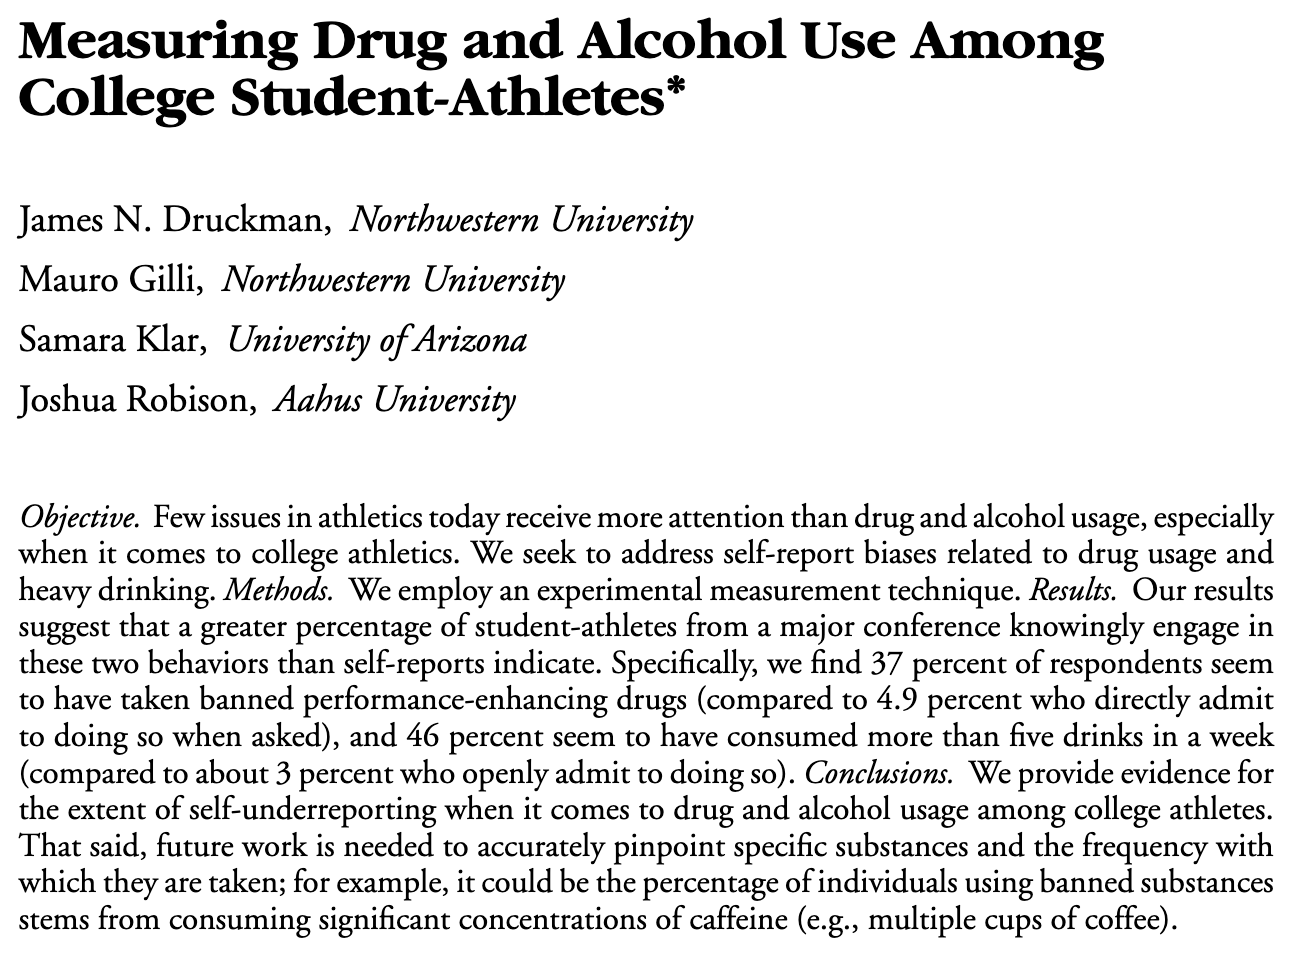 Measuring Drug and Alcohol Use Among
College Student-Athletes*
James N. Druckman, Northwestern University
Mauro Gilli, Northwestern University
Samara Klar, University of Arizona
Joshua Robison, Aahus University
Objective. Few issues in athletics today receive more attention than drug and alcohol usage, especially
when it comes to college athletics. We seek to address self-report biases related to drug usage and
heavy drinking. Methods. We employ an experimental measurement technique. Results. Our results
suggest that a greater percentage of student-athletes from a major conference knowingly engage in
these two behaviors than self-reports indicate. Specifically, we find 37 percent of respondents seem
to have taken banned performance-enhancing drugs (compared to 4.9 percent who directly admit
to doing so when asked), and 46 percent seem to have consumed more than five drinks in a week
(compared to about 3 percent who openly admit to doing so). Conclusions. We provide evidence for
the extent of self-underreporting when it comes to drug and alcohol usage among college athletes.
That said, future work is needed to accurately pinpoint specific substances and the frequency with
which they are taken; for example, it could be the percentage of individuals using banned substances
stems from consuming significant concentrations of caffeine (e.g., multiple cups of coffee).